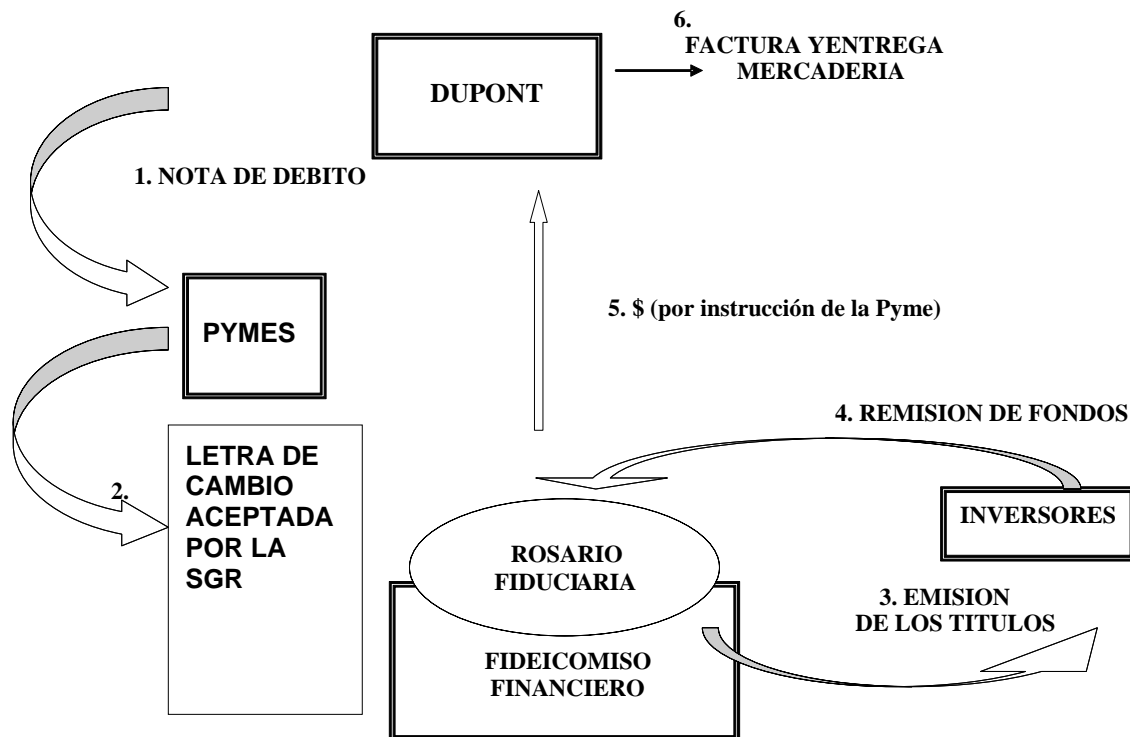 6.
FACTURA YENTREGA
MERCADERIA
DUPONT
1. NOTA DE DEBITO
PYMES
5. $ (por instrucción de la Pyme)
4. REMISION DE FONDOS
2.
LETRA DE
CAMBIO
ACEPTADA
POR LA
SGR
INVERSORES
ROSARIO
FIDUCIARIA
3. EMISION
DE LOS TITULOS
FIDEICOMISO
FINANCIERO